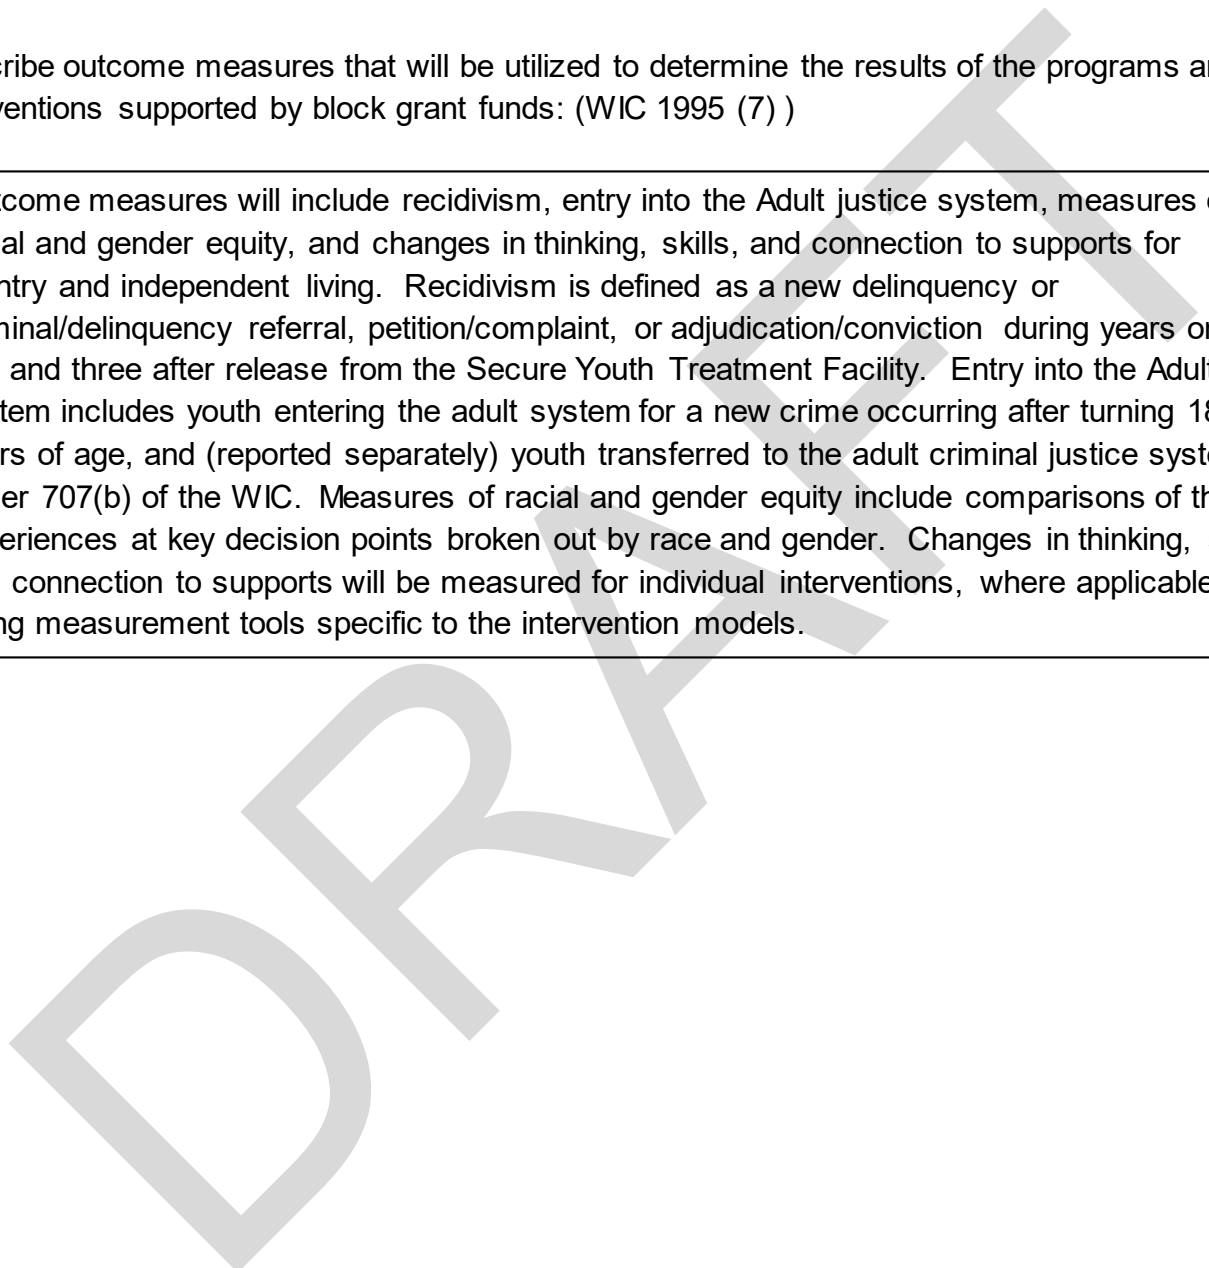 cribe outcome measures that will be utilized to determine the results of the programs a
ventions supported by block grant funds: (WIC 1995 (7) )
tcome measures will include recidivism, entry into the Adult justice system, measures
al and gender equity, and changes in thinking, skills, and connection to supports for
ntry and independent living. Recidivism is defined as a new delinquency or
minal/delinquency referral, petition/complaint, or adjudication/conviction during years o
and three after release from the Secure Youth Treatment Facility. Entry into the Adult
tem includes youth entering the adult system for a new crime occurring after turning 18
rs of age, and (reported separately) youth transferred to the adult criminal justice syst
er 707(b) of the WIC. Measures of racial and gender equity include comparisons of th
eriences at key decision points broken out by race and gender. Changes in thinking,
connection to supports will be measured for individual interventions, where applicable
ng measurement tools specific to the intervention models.
DRAFT